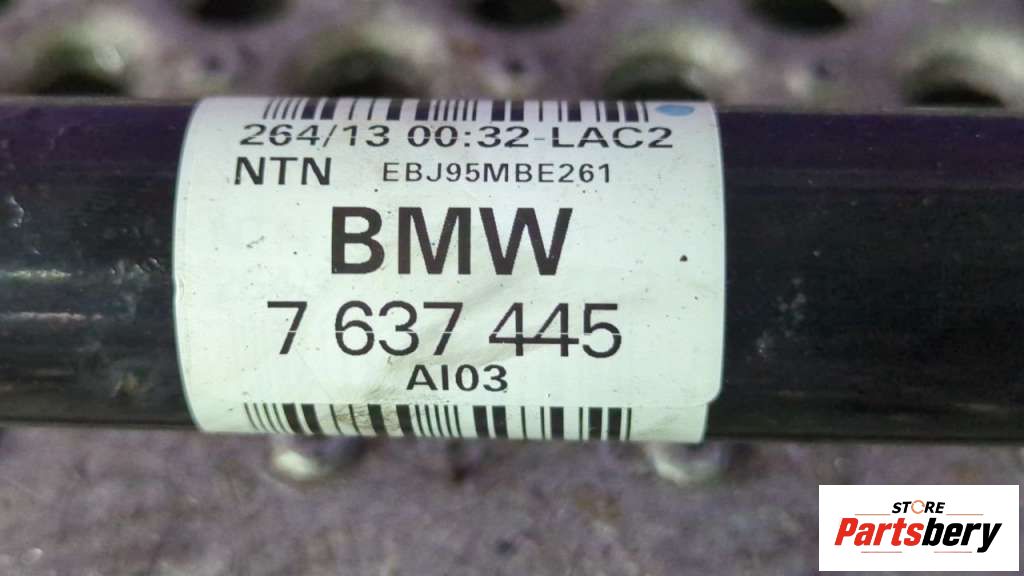 264/13 00:32-LAC2
NTN EBJ95MBE261
BMW
7 637 445
AI03
STORE
Partsbery